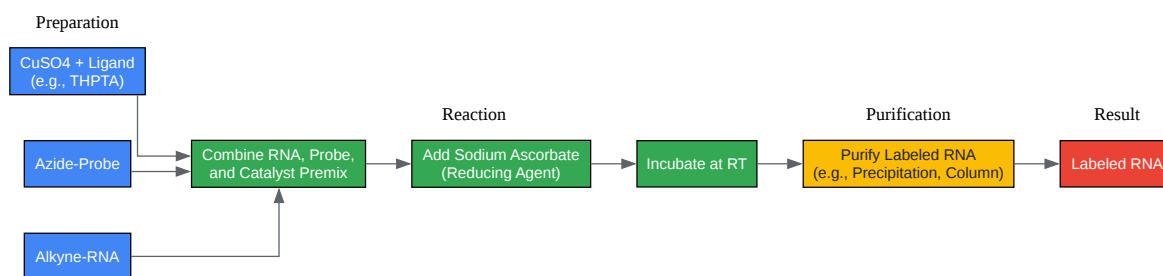 Preparation
CuSO4 + Ligand
(e.g., THPTA)
Azide-Probe
Alkyne-RNA
Reaction
Combine RNA, Probe,
and Catalyst Premix
Add Sodium Ascorbate
(Reducing Agent)
Incubate at RT
Purification
Purify Labeled RNA
(e.g., Precipitation, Column)
Result
Labeled RNA